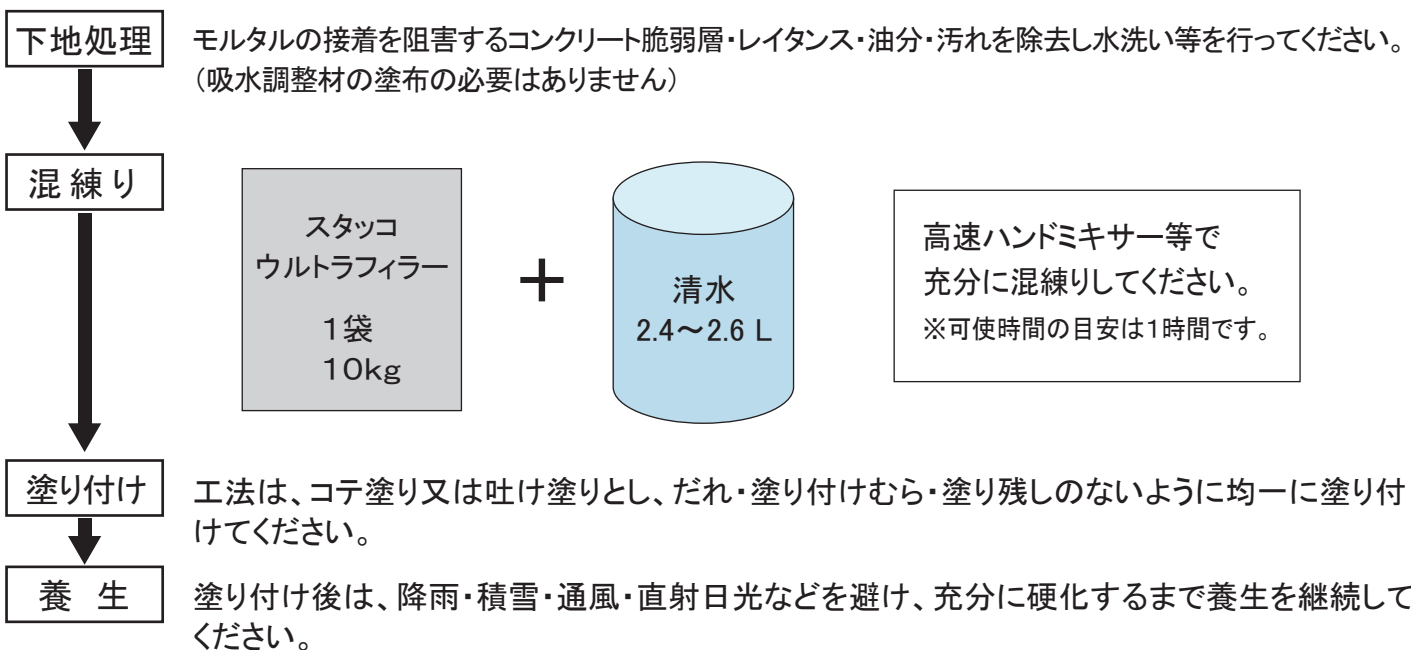 下地処理
モルタルの接着を阻害するコンクリート脆弱層・レイタンス・油分・汚れを除去し水洗い等を行ってください。
（吸水調整材の塗布の必要はありません）
混練り
スタッコ
ウルトラフィラー
１袋
１０kg
＋
清水
2.4～2.6 L
高速ハンドミキサー等で
充分に混練りしてください。
※可使時間の目安は１時間です。
塗り付け
工法は、コテ塗り又は吐け塗りとし、だれ・塗り付けむら・塗り残しのないように均一に塗り付
けてください。
養 生
塗り付け後は、降雨・積雪・通風・直射日光などを避け、充分に硬化するまで養生を継続して
ください。